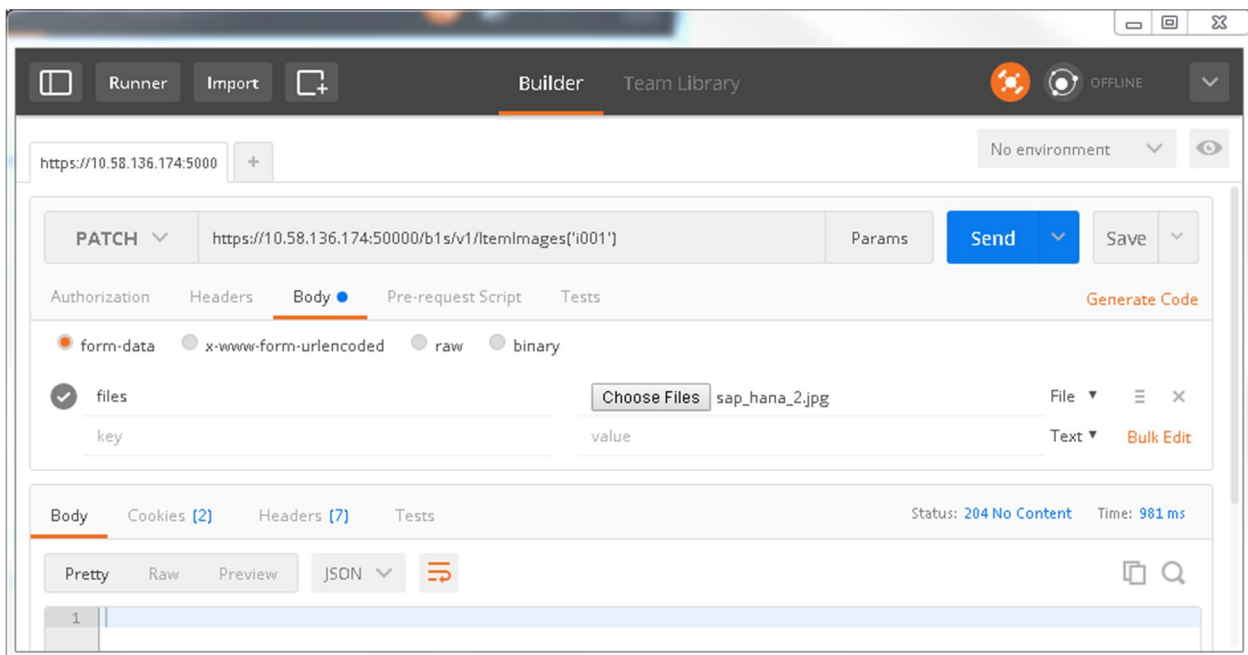 Runner Import Builder Team Library OFFLINE
https://10.58.136.174:5000 + No environment
PATCH https://10.58.136.174:50000/b1s/v1/ItemImages('i001') Params Send Save
Authorization Headers Body Pre-request Script Tests Generate Code
form-data x-www-form-urlencoded raw binary
files Choose Files sap_hana_2.jpg File
key value Text Bulk Edit
Body Cookies (2) Headers (7) Tests Status: 204 No Content Time: 981 ms
Pretty Raw Preview JSON
1